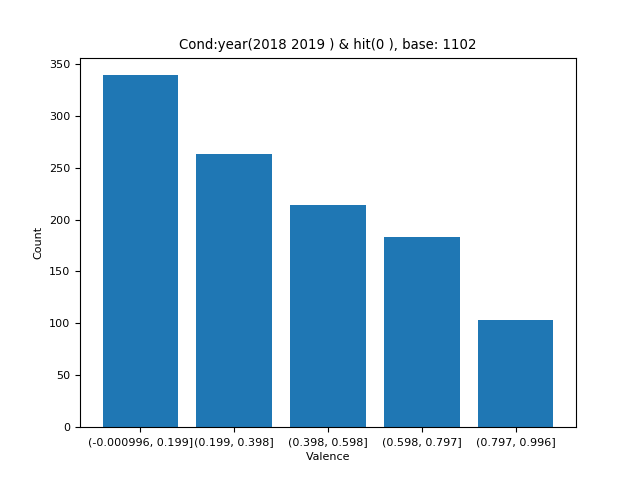 Cond:year(2018 2019 ) & hit(0 ), base: 1102
350
300
250
200
150
100
50
0
Count
(-0.000996, 0.199] (0.199, 0.398] (0.398, 0.598] (0.598, 0.797] (0.797, 0.996]
Valence